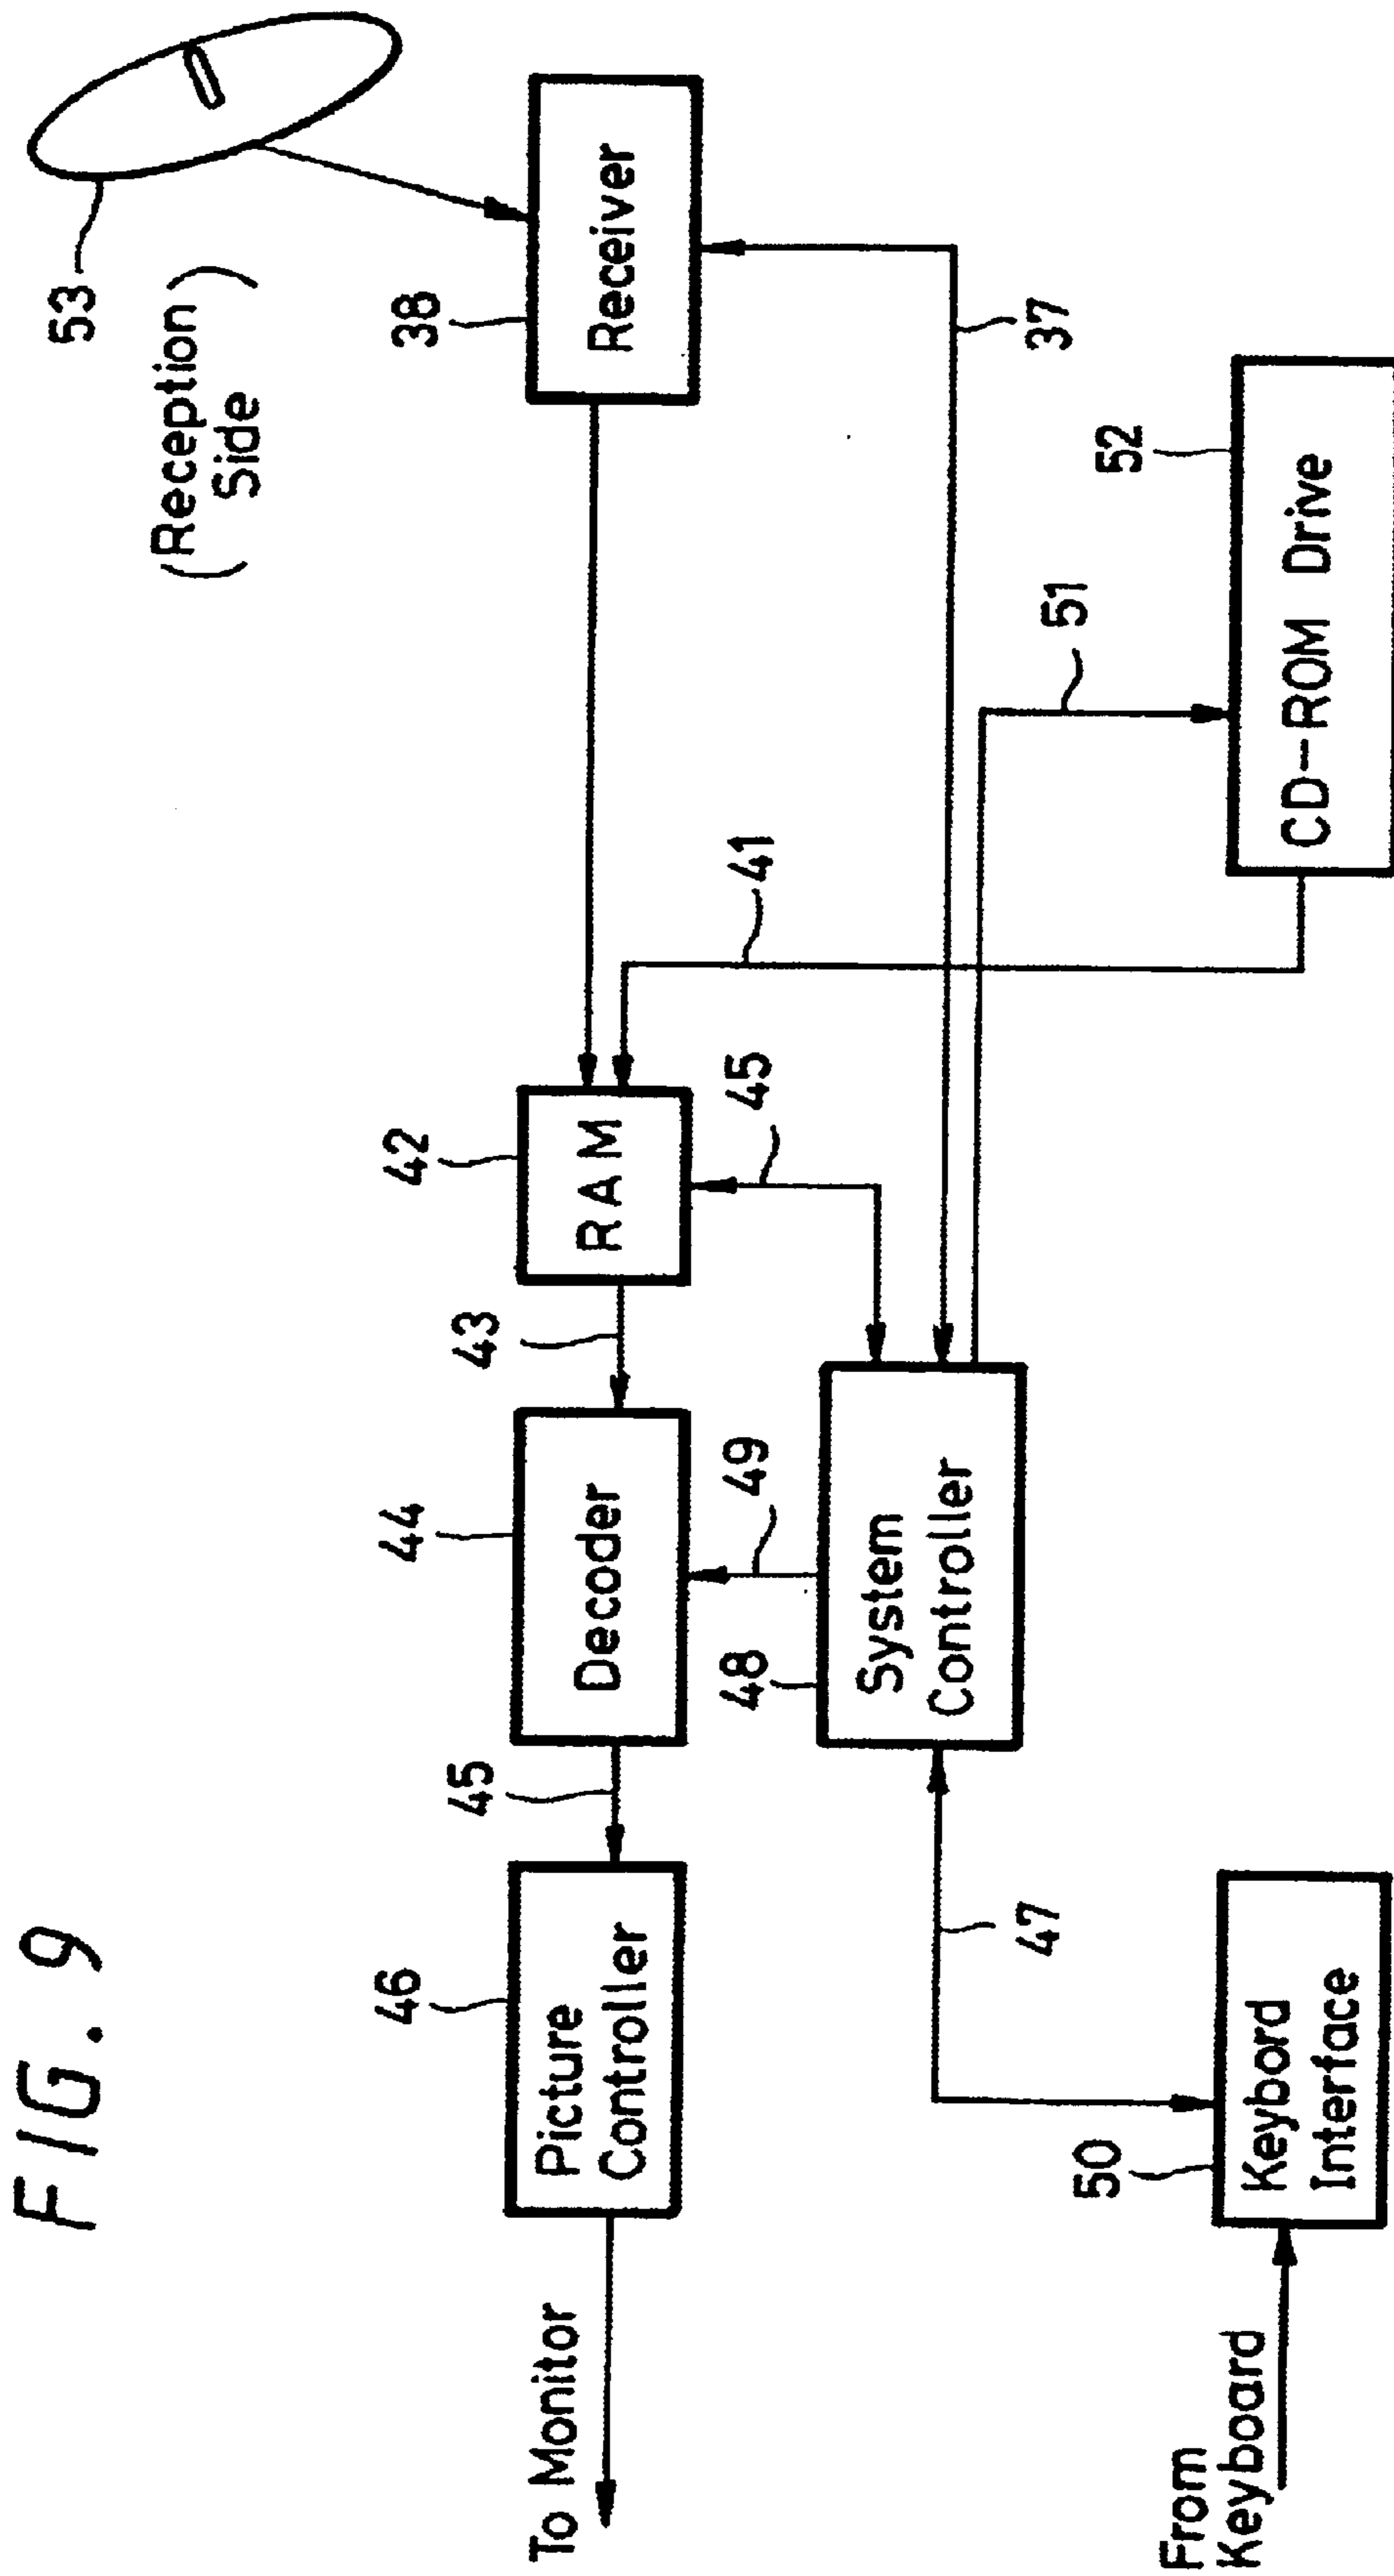 FIG. 9
53
(Reception
Side)
38
Receiver
37
42
RAM
41
45
43
44
Decoder
49
45
46
Picture
Controller
To Monitor
48
System
Controller
51
52
CD-ROM Drive
47
50
Keybord
Interface
From
Keyboard